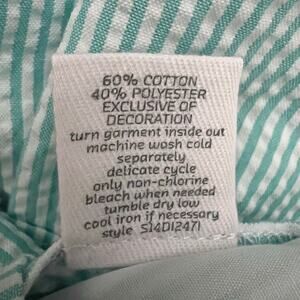 60% COTTON
40% POLYESTER
EXCLUSIVE OF
DECORATION
turn garment inside out
machine wash cold
separately
delicate cycle
only non-chlorine
bleach when needed
tumble dry low
cool iron if necessary
style S14D12471